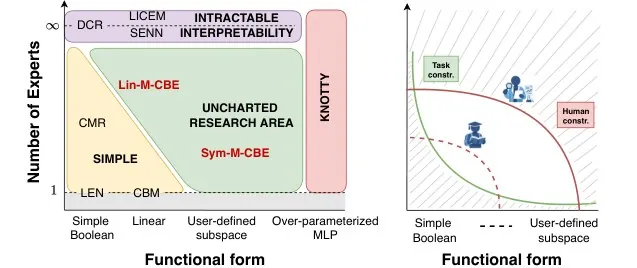 ∞
DCR
LICEM
SENN
INTRACTABLE
INTERPRETABILITY
Lin-M-CBE
UNCHARTED
RESEARCH AREA
Sym-M-CBE
CMR
SIMPLE
LEN
CBM
KNOTTY
1
Number of Experts
Simple
Boolean
Linear
User-defined
subspace
Over-parameterized
MLP
Functional form
Task
constr.
Human
constr.
Simple
Boolean
User-defined
subspace
Functional form